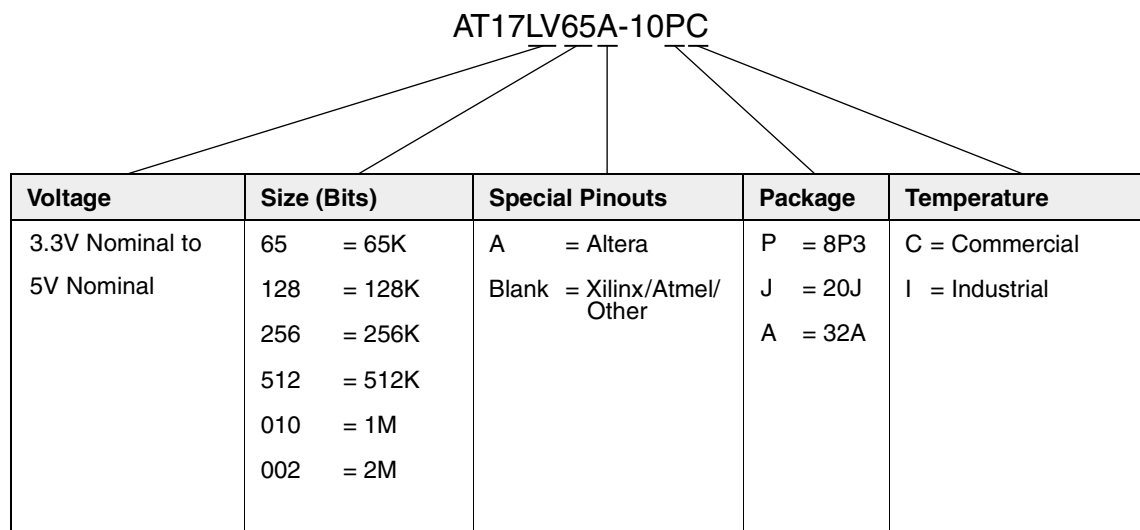 AT17LV65A-10PC
Voltage Size (Bits) Special Pinouts Package Temperature
3.3V Nominal to 65 = 65K A = Altera P = 8P3 C = Commercial
5V Nominal 128 = 128K Blank = Xilinx/Atmel/ J = 20J I = Industrial
Other
256 = 256K A = 32A
512 = 512K
010 = 1M
002 = 2M